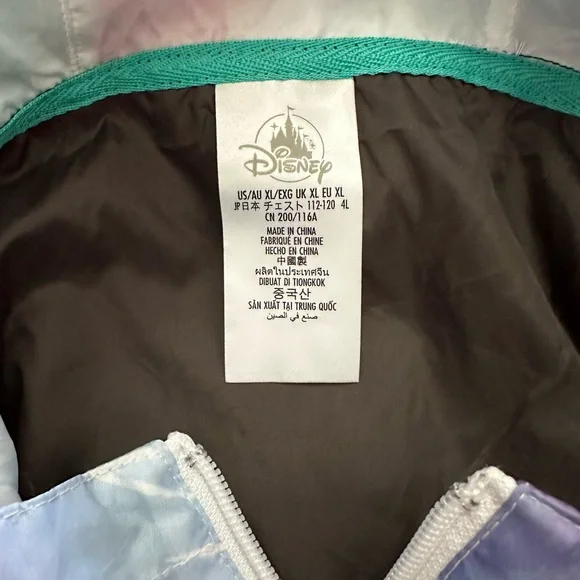 Disney
US/AU XL/EXG UK XL EU XL
JP日本 チェスト 112-120 4L
CN 200/116A
MADE IN CHINA
FABRIQUÉ EN CHINE
HECHO EN CHINA
中國製
ผลิตในประเทศจีน
DIBUAT DI TIONGKOK
중국산
SẢN XUẤT TẠI TRUNG QUỐC
صنع في الصين